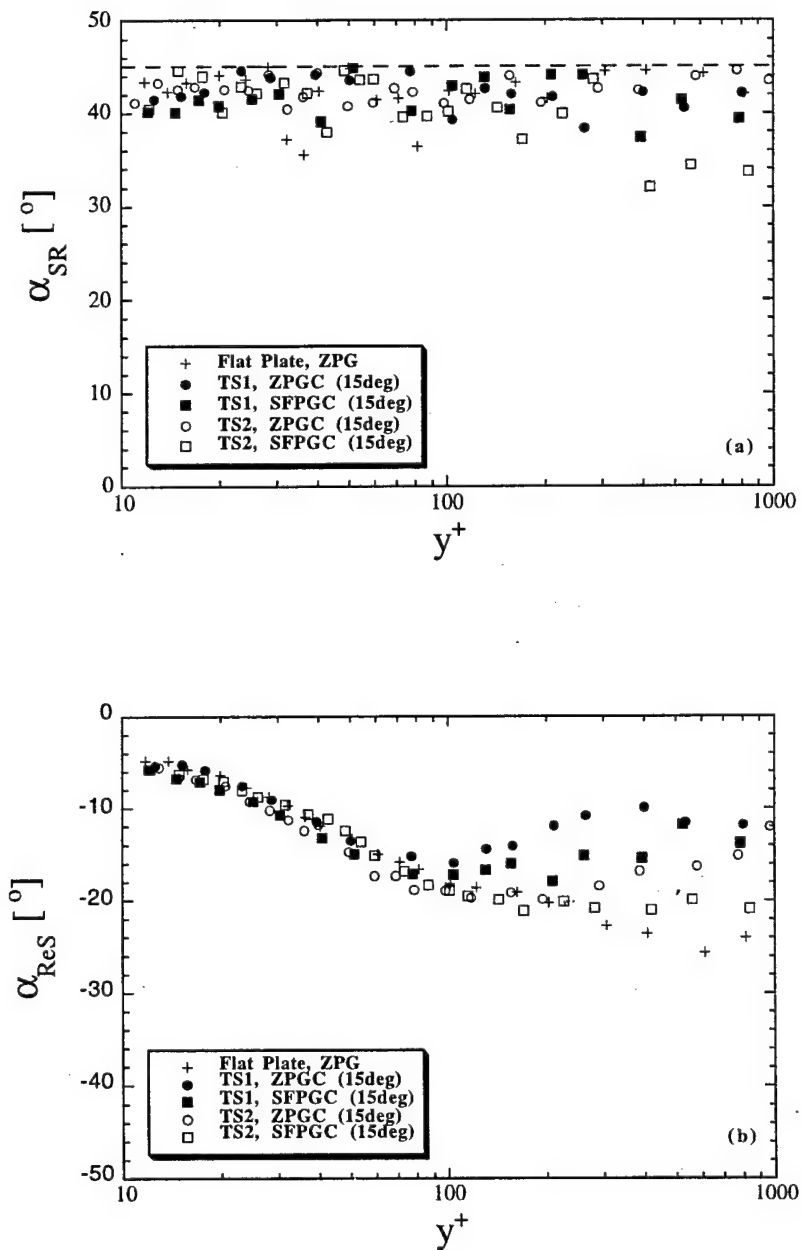 50
40
30
20
10
0
α_SR [°]
+ Flat Plate, ZPG
● TS1, ZPGC (15deg)
■ TS1, SFPGC (15deg)
○ TS2, ZPGC (15deg)
□ TS2, SFPGC (15deg)
(a)
10 100 1000
y⁺
0
-10
-20
-30
-40
-50
α_ReS [°]
+ Flat Plate, ZPG
● TS1, ZPGC (15deg)
■ TS1, SFPGC (15deg)
○ TS2, ZPGC (15deg)
□ TS2, SFPGC (15deg)
(b)
10 100 1000
y⁺